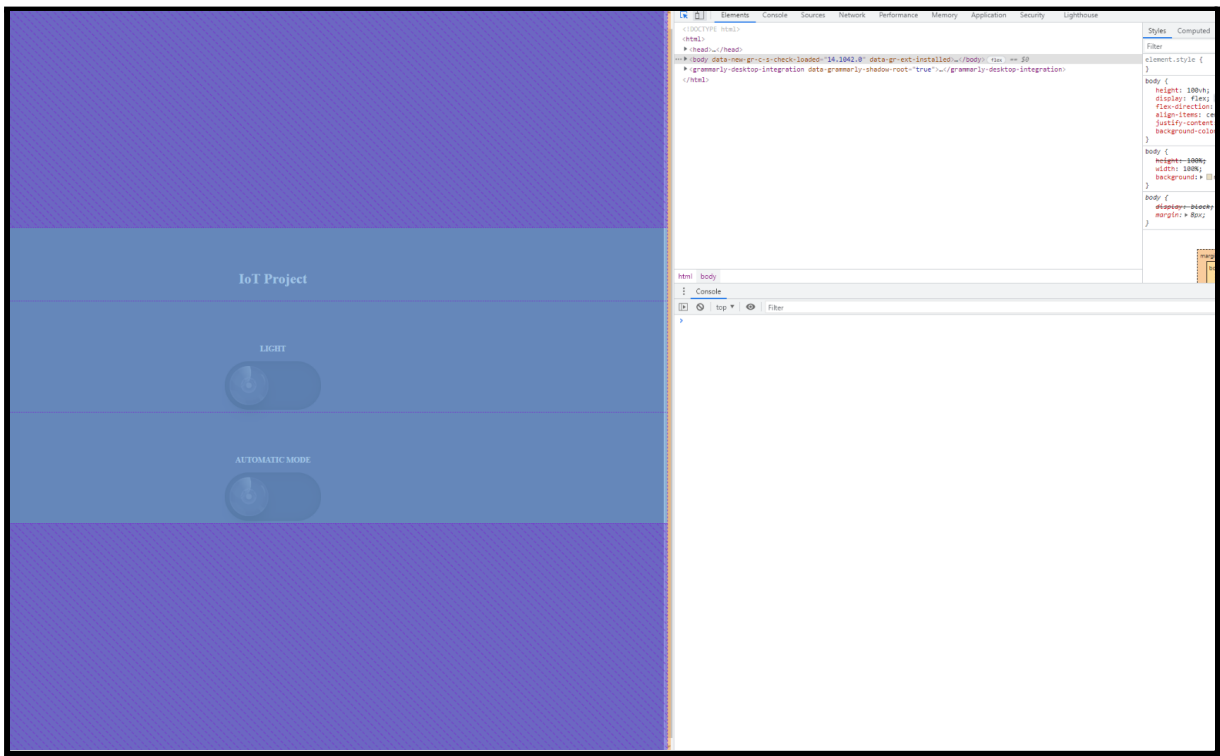 IoT Project
LIGHT
AUTOMATIC MODE
Elements Console Sources Network Performance Memory Application Security Lighthouse
<!DOCTYPE html>
<html>
▶<head>…</head>
···▶<body data-new-gr-c-s-check-loaded="14.1042.0" data-gr-ext-installed>…</body> flex == $0
▶<grammarly-desktop-integration data-grammarly-shadow-root="true">…</grammarly-desktop-integration>
</html>
html body
Styles Computed
Filter
element.style {
}
body {
height: 100vh;
display: flex;
flex-direction:
align-items: ce
justify-content
background-colo
}
body {
height: 100%;
width: 100%;
background: ▶
}
body {
display: block;
margin: ▶ 8px;
}
Console
top ▼ Filter
>